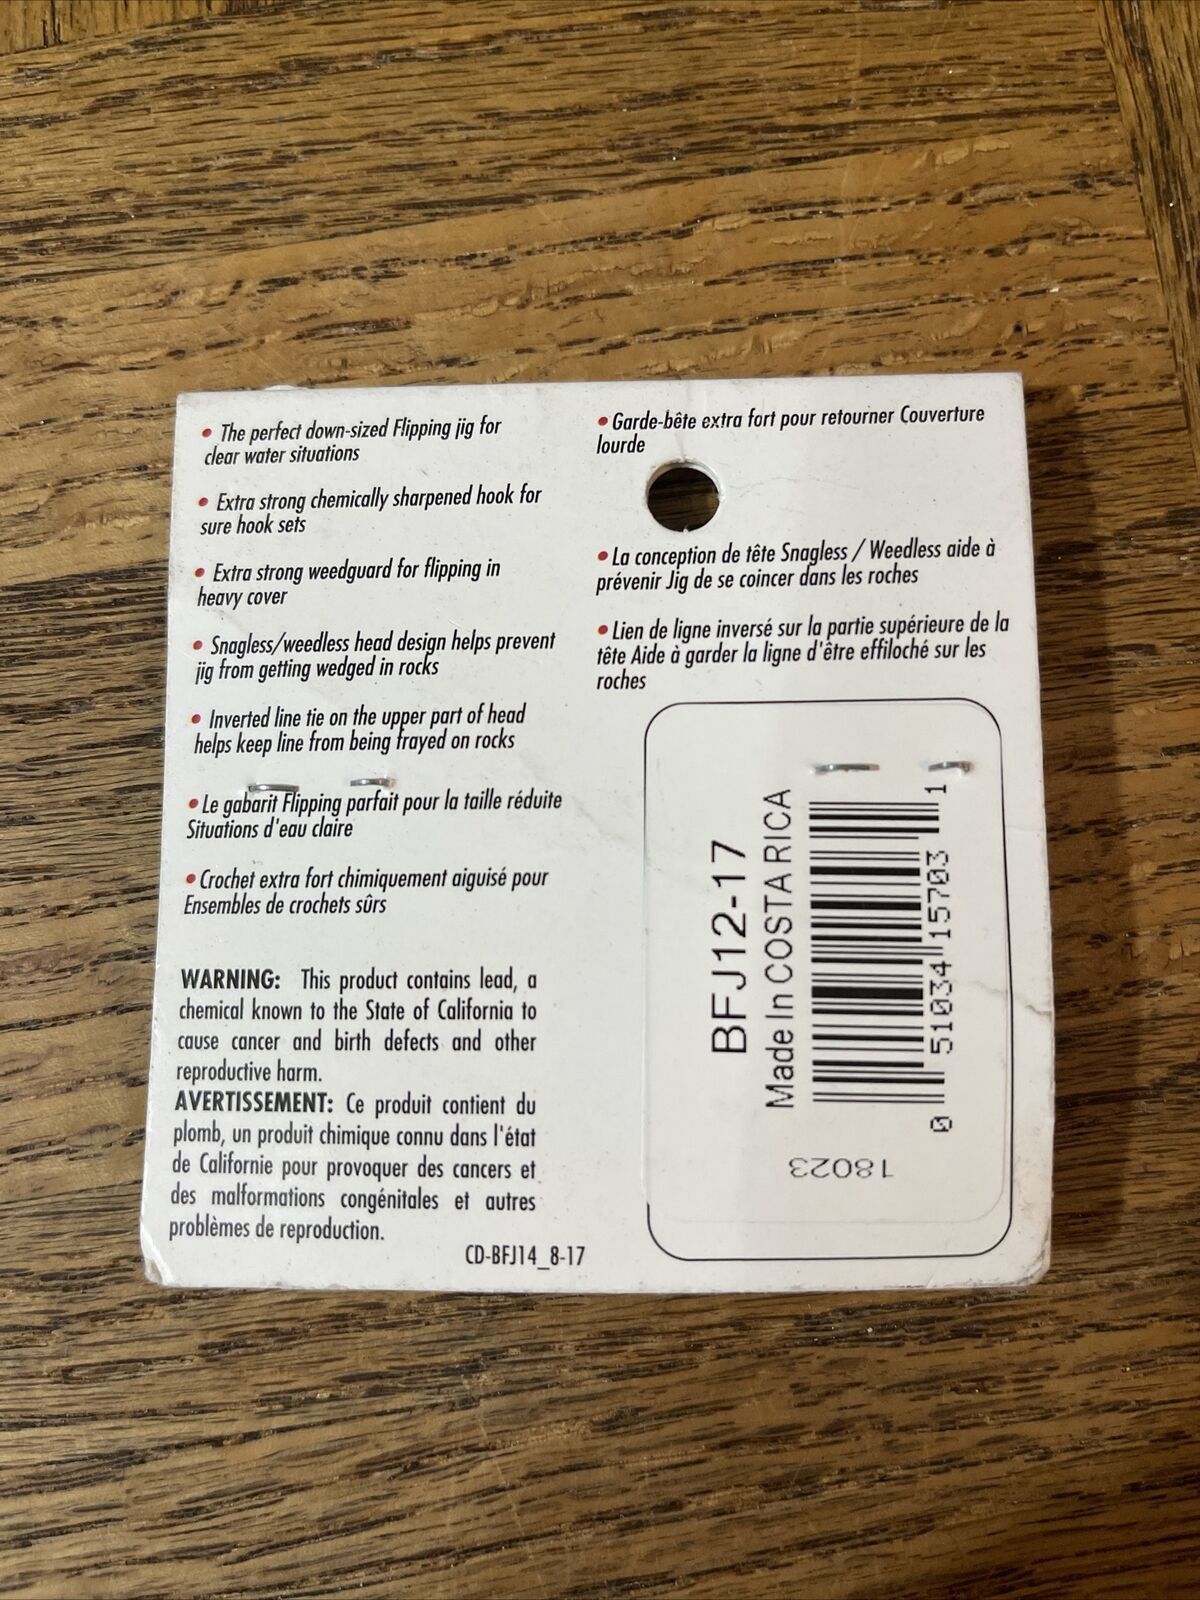 • The perfect down-sized Flipping jig for
clear water situations
• Extra strong chemically sharpened hook for
sure hook sets
• Extra strong weedguard for flipping in
heavy cover
• Snagless/weedless head design helps prevent
jig from getting wedged in rocks
• Inverted line tie on the upper part of head
helps keep line from being frayed on rocks
• Le gabarit Flipping parfait pour la taille réduite
Situations d'eau claire
• Crochet extra fort chimiquement aiguisé pour
Ensembles de crochets sûrs
WARNING: This product contains lead, a
chemical known to the State of California to
cause cancer and birth defects and other
reproductive harm.
AVERTISSEMENT: Ce produit contient du
plomb, un produit chimique connu dans l'état
de Californie pour provoquer des cancers et
des malformations congénitales et autres
problèmes de reproduction.
CD-BFJ14_8-17
• Garde-bête extra fort pour retourner Couverture
lourde
• La conception de tête Snagless / Weedless aide à
prévenir Jig de se coincer dans les roches
• Lien de ligne inversé sur la partie supérieure de la
tête Aide à garder la ligne d'être effiloché sur les
roches
BFJ12-17
Made In COSTA RICA
0 51034 15703 1
18023